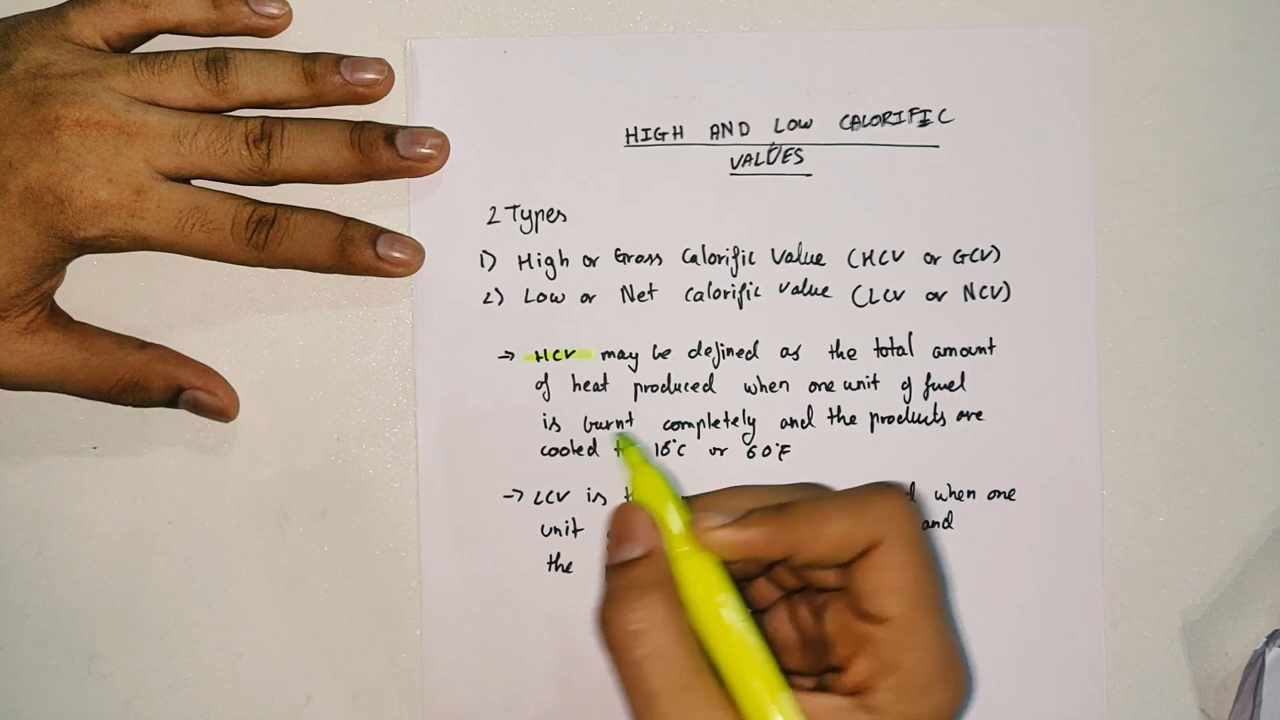 HIGH AND LOW CALORIFIC
VALUES
2 Types
1) High or Gross Calorific Value (HCV or GCV)
2) Low or Net calorific value (LCV or NCV)
→ HCV may be defined as the total amount
of heat produced when one unit of fuel
is burnt completely and the products are
cooled 16°C or 60°F
→ LCV is when one
unit and
the